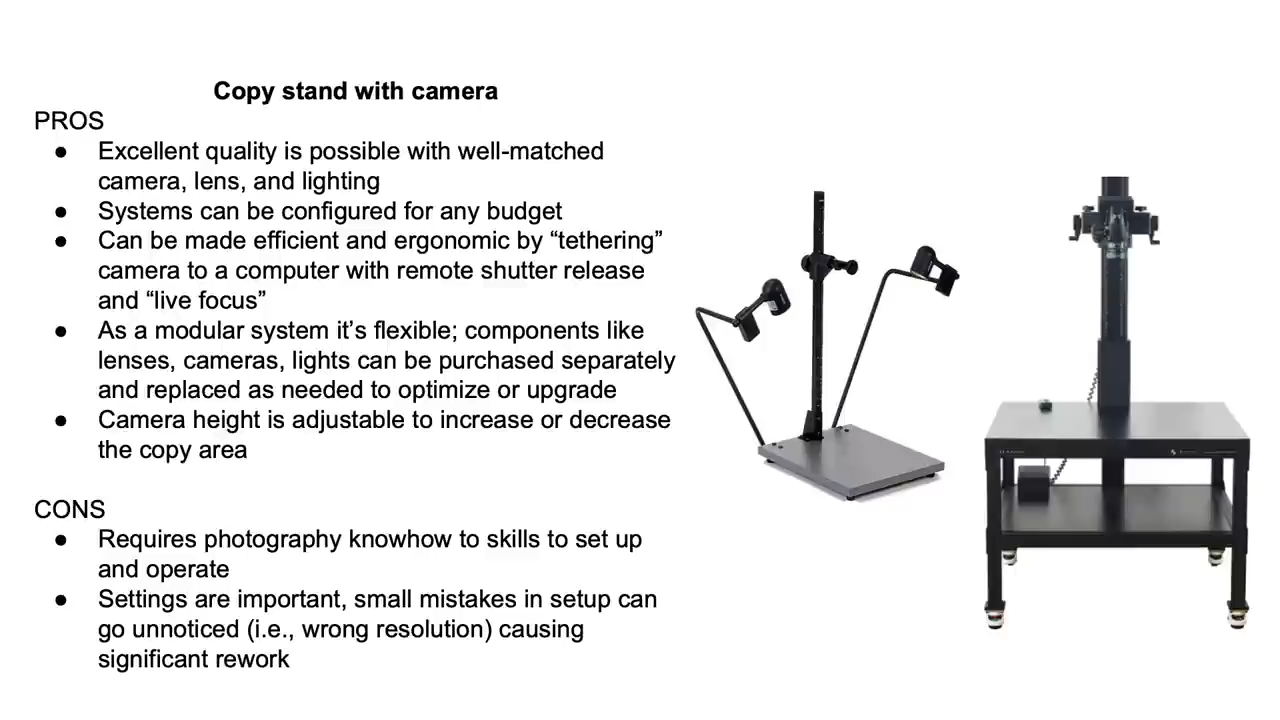 Copy stand with camera
PROS
● Excellent quality is possible with well-matched
camera, lens, and lighting
● Systems can be configured for any budget
● Can be made efficient and ergonomic by “tethering”
camera to a computer with remote shutter release
and “live focus”
● As a modular system it’s flexible; components like
lenses, cameras, lights can be purchased separately
and replaced as needed to optimize or upgrade
● Camera height is adjustable to increase or decrease
the copy area
CONS
● Requires photography knowhow to skills to set up
and operate
● Settings are important, small mistakes in setup can
go unnoticed (i.e., wrong resolution) causing
significant rework